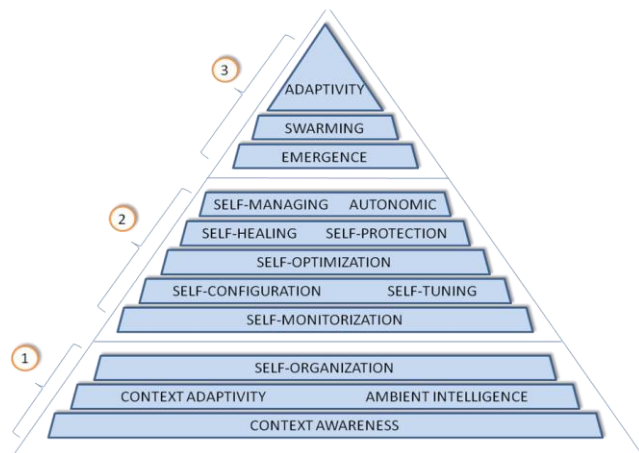 3
ADAPTIVITY
SWARMING
EMERGENCE
2
SELF-MANAGING AUTONOMIC
SELF-HEALING SELF-PROTECTION
SELF-OPTIMIZATION
SELF-CONFIGURATION SELF-TUNING
SELF-MONITORIZATION
1
SELF-ORGANIZATION
CONTEXT ADAPTIVITY AMBIENT INTELLIGENCE
CONTEXT AWARENESS